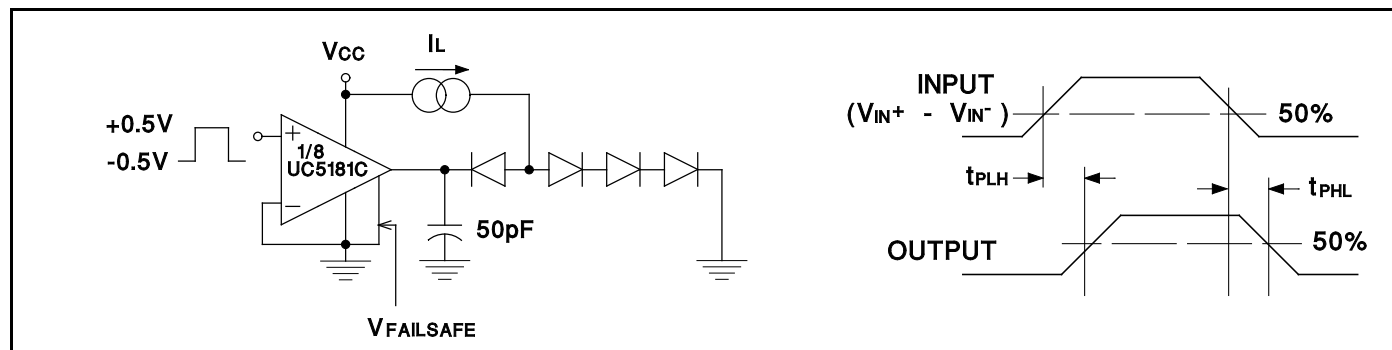 VCC
IL
+0.5V
-0.5V
+
1/8
UC5181C
−
50pF
VFAILSAFE
INPUT
(VIN+ - VIN-)
50%
tPLH
tPHL
OUTPUT
50%